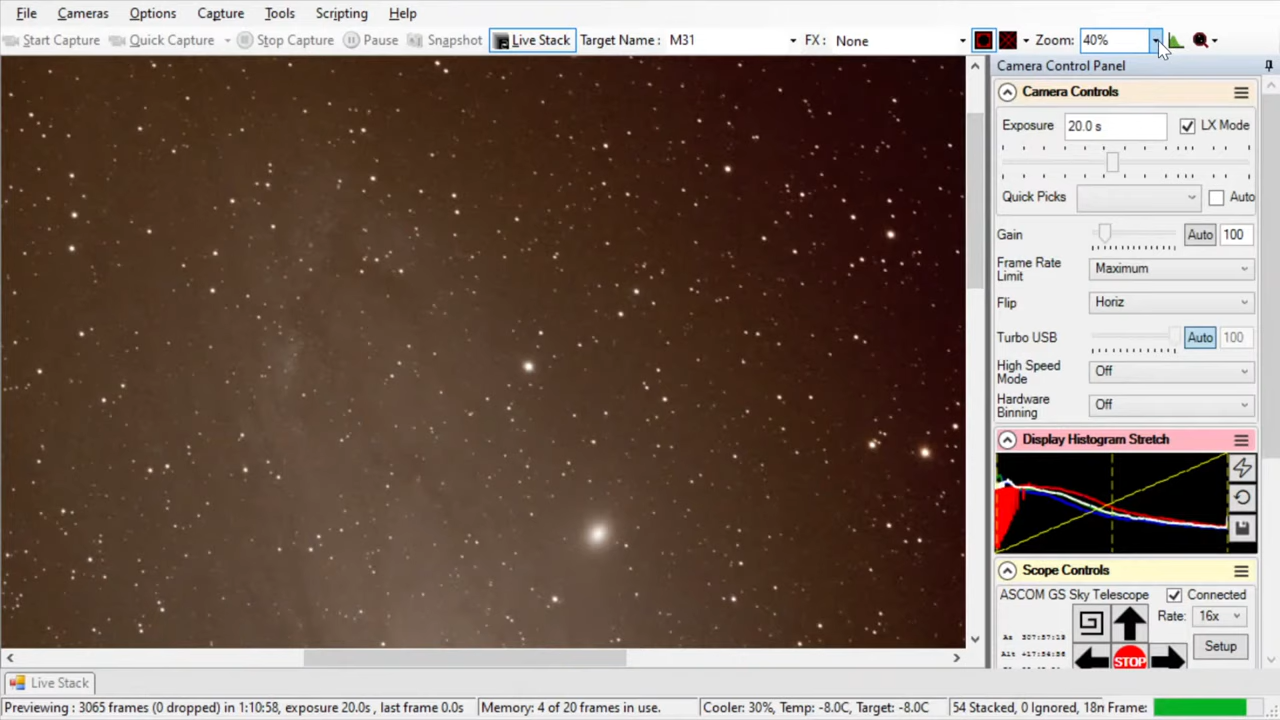 File Cameras Options Capture Tools Scripting Help
Start Capture Quick Capture Stop Capture Pause Snapshot Live Stack Target Name : M31 FX : None Zoom: 40%
Camera Control Panel
Camera Controls
Exposure 20.0 s LX Mode
Quick Picks Auto
Gain Auto 100
Frame Rate Limit Maximum
Flip Horiz
Turbo USB Auto 100
High Speed Mode Off
Hardware Binning Off
Display Histogram Stretch
Scope Controls
ASCOM GS Sky Telescope Connected
Rate: 16x
STOP Setup
Live Stack
Previewing : 3065 frames (0 dropped) in 1:10:58, exposure 20.0s , last frame 0.0s Memory: 4 of 20 frames in use. Cooler: 30%, Temp: -8.0C, Target: -8.0C 54 Stacked, 0 Ignored, 18n Frame: